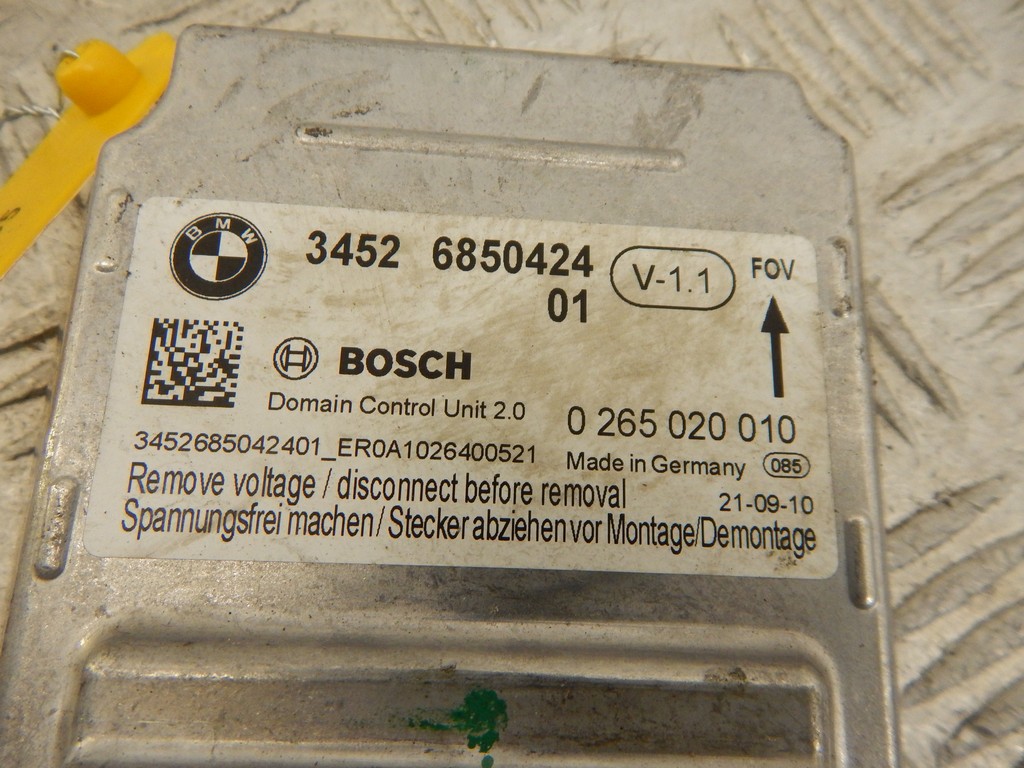 BMW
3452 6850424
01
V-1.1
FOV
BOSCH
Domain Control Unit 2.0
0 265 020 010
3452685042401_ER0A1026400521
Made in Germany 085
Remove voltage / disconnect before removal
21-09-10
Spannungsfrei machen / Stecker abziehen vor Montage/Demontage